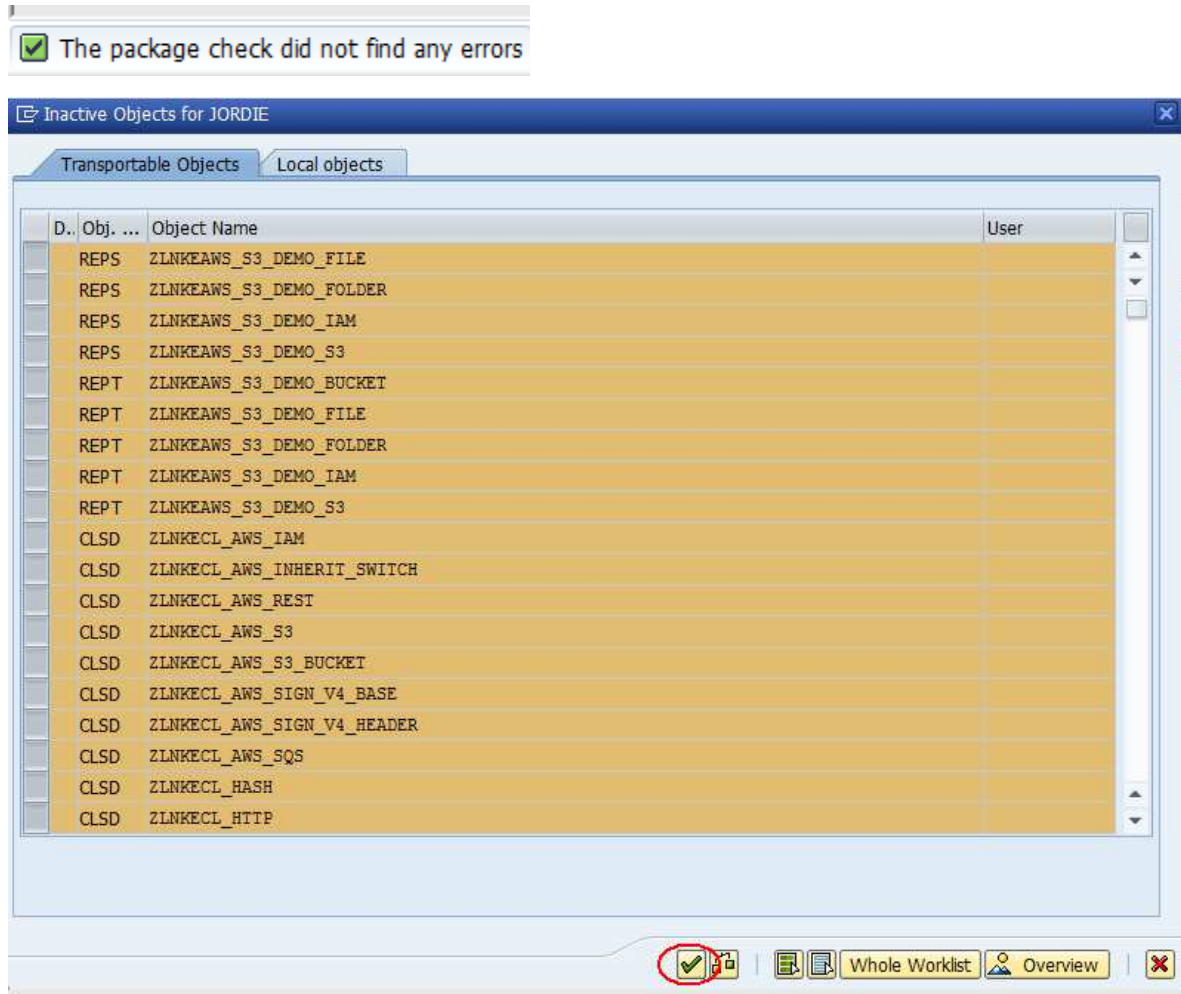 The package check did not find any errors
Inactive Objects for JORDIE
Transportable Objects Local objects
D.. Obj. ... Object Name User
REPS ZLNKEAWS_S3_DEMO_FILE
REPS ZLNKEAWS_S3_DEMO_FOLDER
REPS ZLNKEAWS_S3_DEMO_IAM
REPS ZLNKEAWS_S3_DEMO_S3
REPT ZLNKEAWS_S3_DEMO_BUCKET
REPT ZLNKEAWS_S3_DEMO_FILE
REPT ZLNKEAWS_S3_DEMO_FOLDER
REPT ZLNKEAWS_S3_DEMO_IAM
REPT ZLNKEAWS_S3_DEMO_S3
CLSD ZLNKECL_AWS_IAM
CLSD ZLNKECL_AWS_INHERIT_SWITCH
CLSD ZLNKECL_AWS_REST
CLSD ZLNKECL_AWS_S3
CLSD ZLNKECL_AWS_S3_BUCKET
CLSD ZLNKECL_AWS_SIGN_V4_BASE
CLSD ZLNKECL_AWS_SIGN_V4_HEADER
CLSD ZLNKECL_AWS_SQS
CLSD ZLNKECL_HASH
CLSD ZLNKECL_HTTP
Whole Worklist Overview